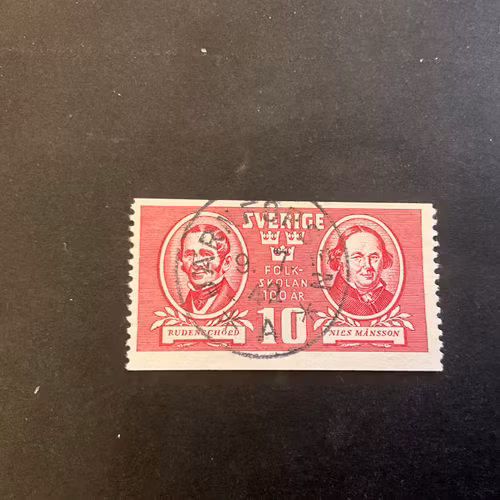 SVERIGE
FOLK-
SKOLAN
100 ÅR
10
RUDENSCHÖLD
NILS MÅNSSON
A